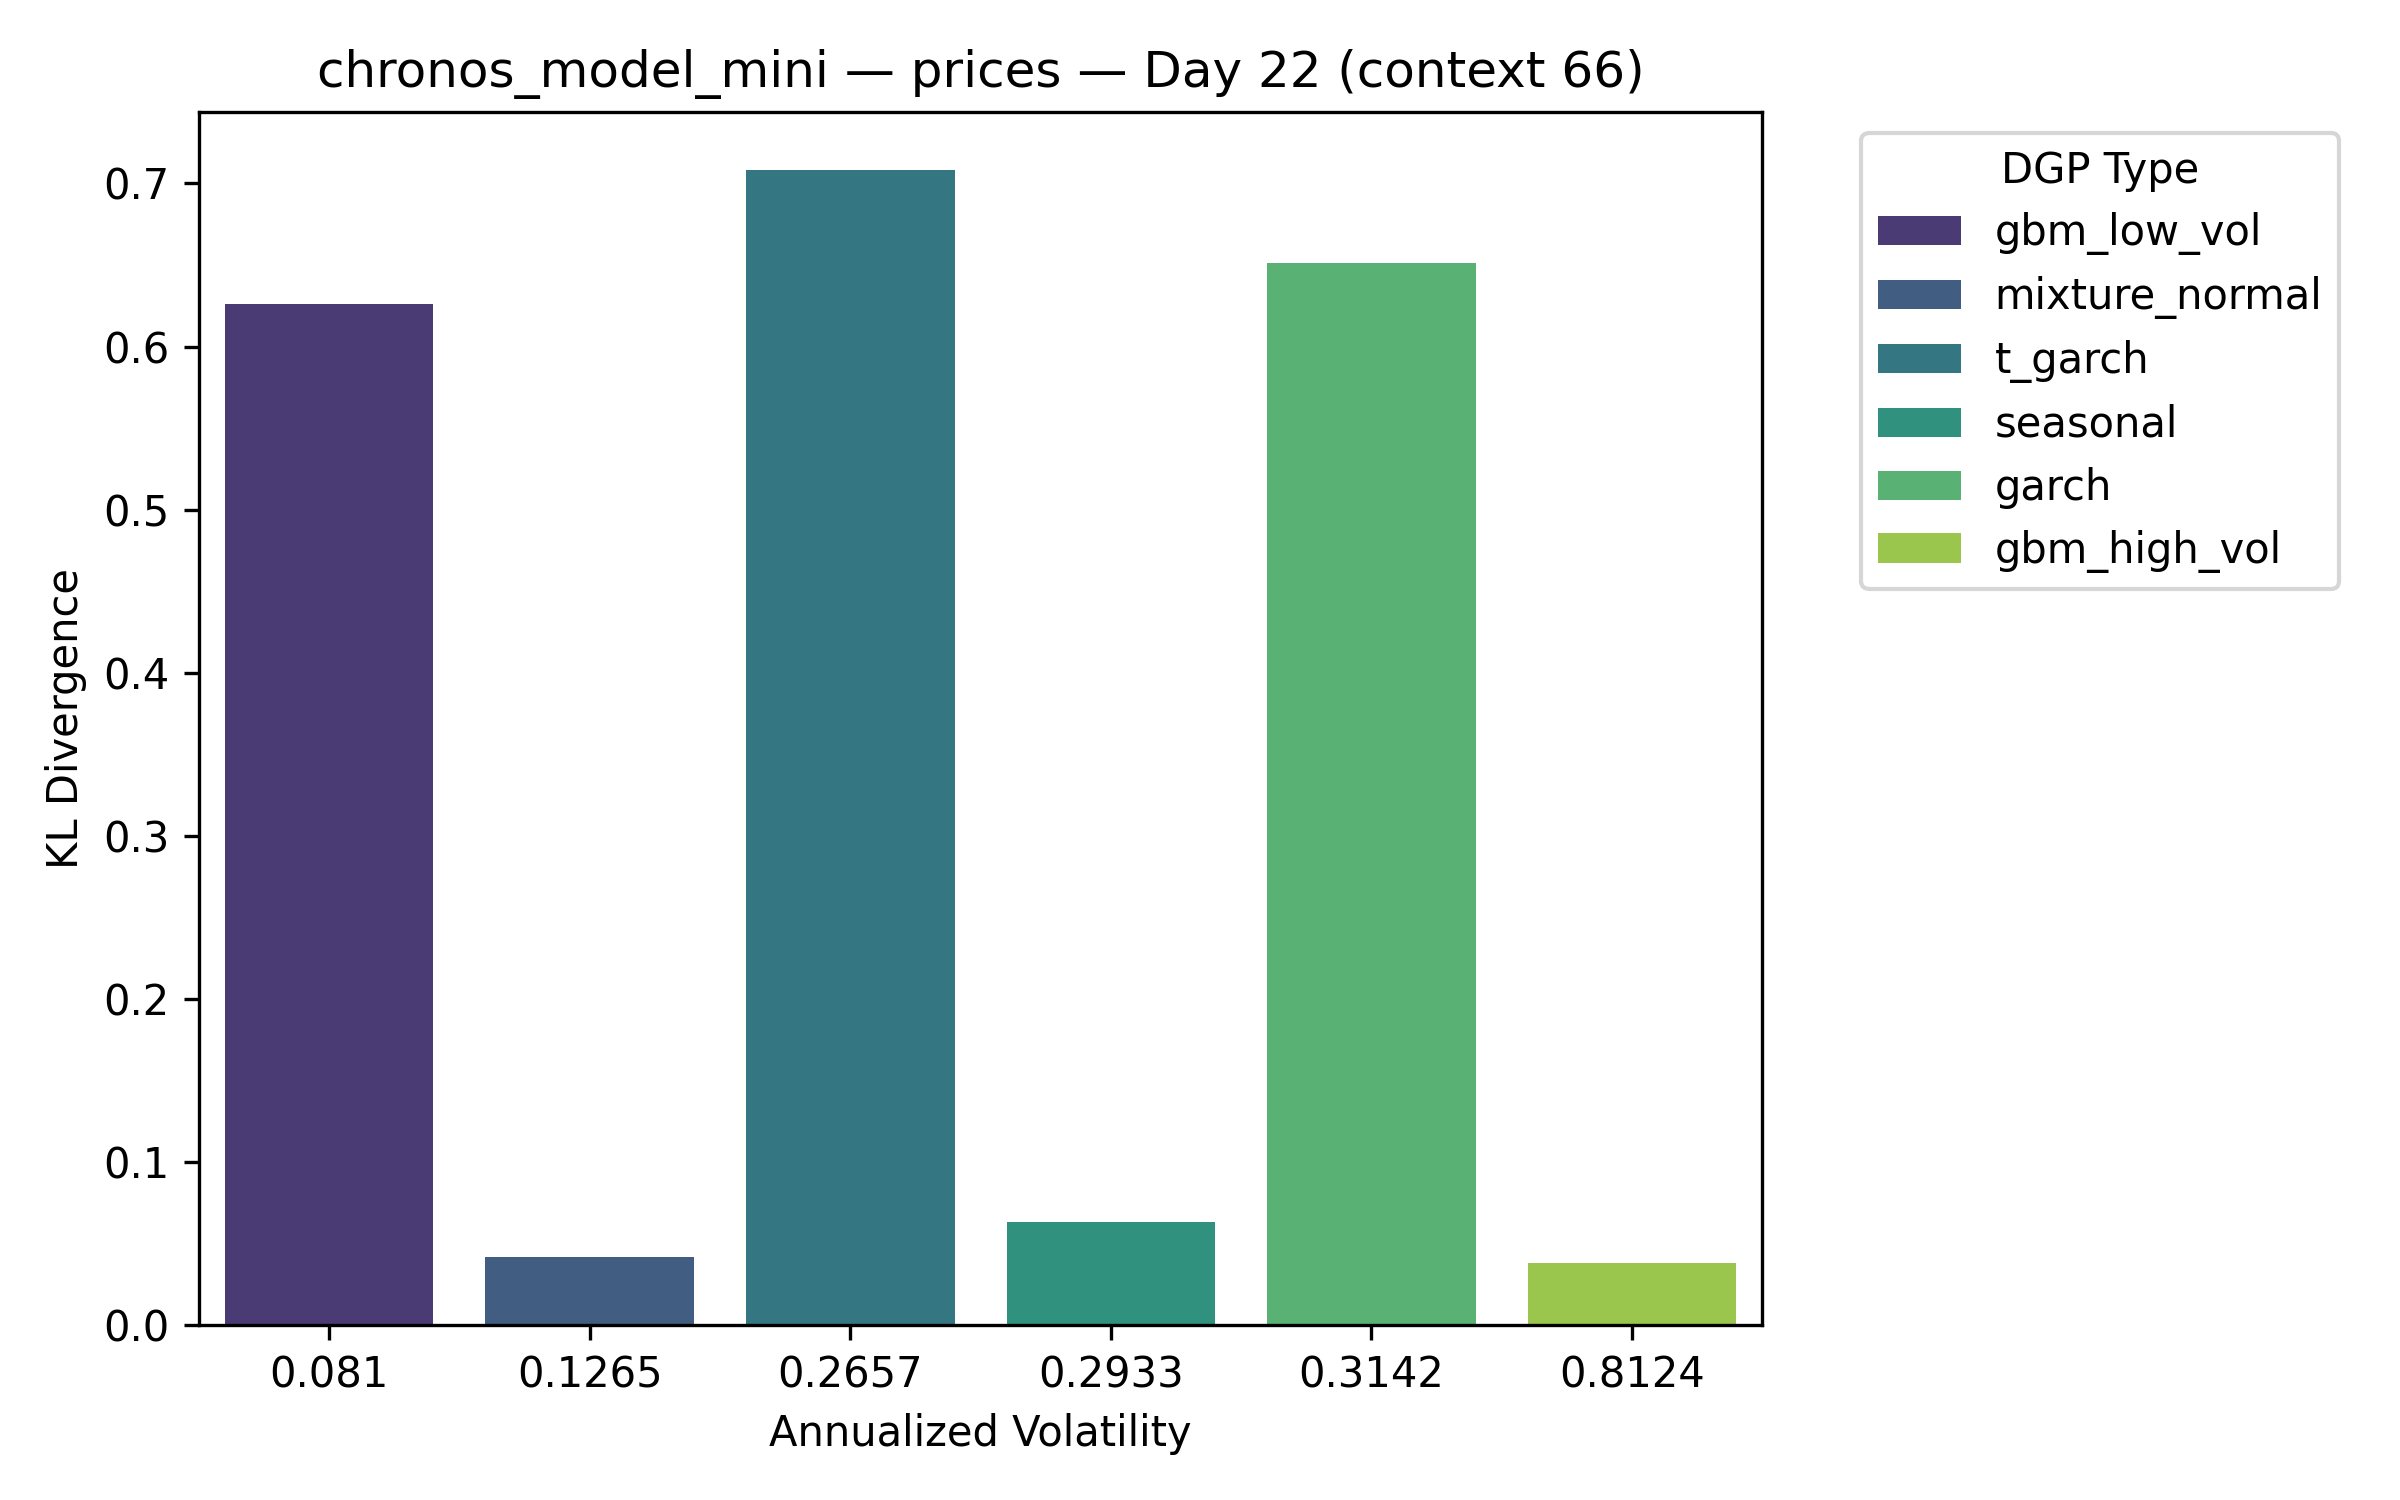 chronos_model_mini — prices — Day 22 (context 66)
KL Divergence
0.7
0.6
0.5
0.4
0.3
0.2
0.1
0.0
0.081 0.1265 0.2657 0.2933 0.3142 0.8124
Annualized Volatility
DGP Type
gbm_low_vol
mixture_normal
t_garch
seasonal
garch
gbm_high_vol